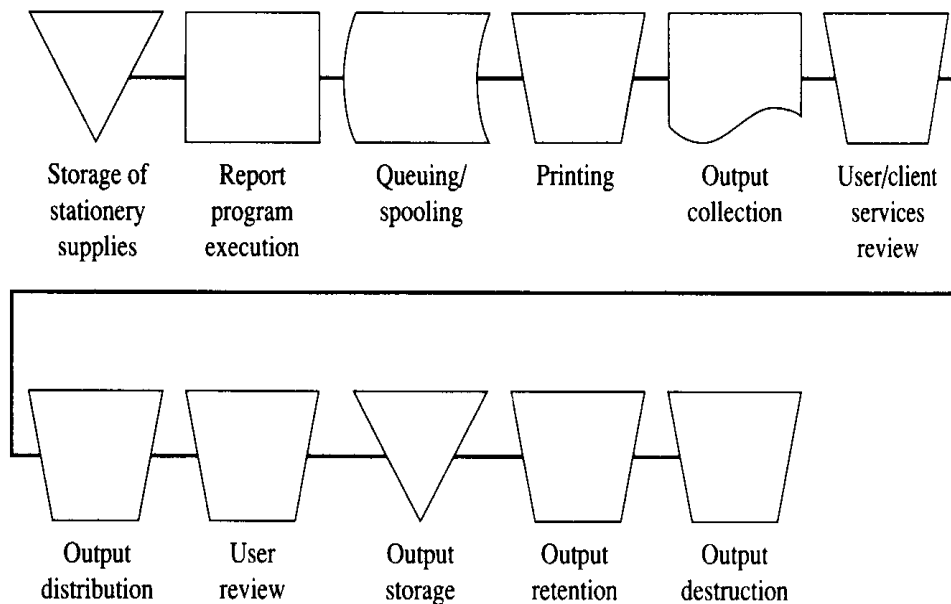 Storage of
stationery
supplies
Report
program
execution
Queuing/
spooling
Printing
Output
collection
User/client
services
review
Output
distribution
User
review
Output
storage
Output
retention
Output
destruction